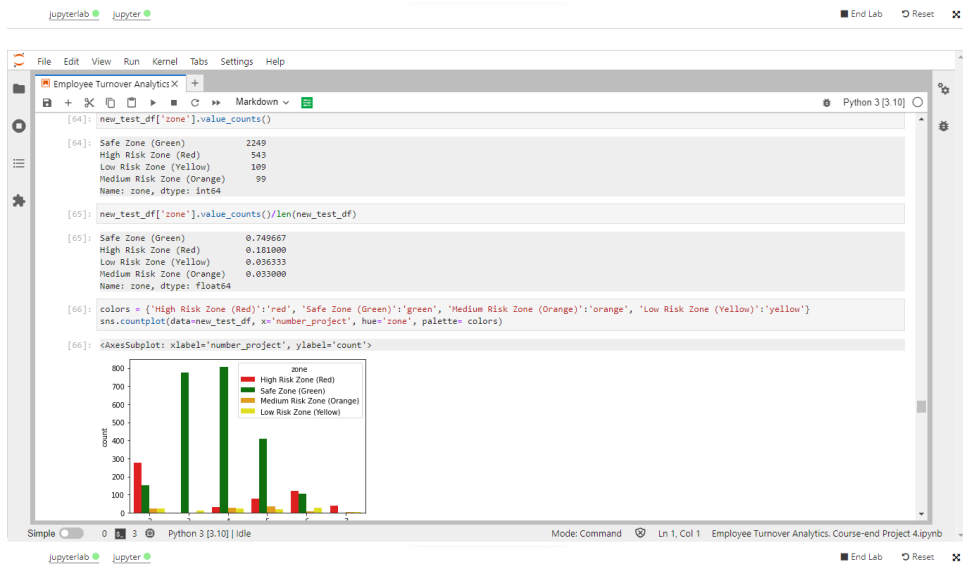 jupyterlab jupyter End Lab Reset
File Edit View Run Kernel Tabs Settings Help
Employee Turnover Analytics
Markdown Python 3 [3.10]
[64]: new_test_df['zone'].value_counts()
[64]: Safe Zone (Green) 2249
High Risk Zone (Red) 543
Low Risk Zone (Yellow) 109
Medium Risk Zone (Orange) 99
Name: zone, dtype: int64
[65]: new_test_df['zone'].value_counts()/len(new_test_df)
[65]: Safe Zone (Green) 0.749667
High Risk Zone (Red) 0.181000
Low Risk Zone (Yellow) 0.036333
Medium Risk Zone (Orange) 0.033000
Name: zone, dtype: float64
[66]: colors = {'High Risk Zone (Red)':'red', 'Safe Zone (Green)':'green', 'Medium Risk Zone (Orange)':'orange', 'Low Risk Zone (Yellow)':'yellow'}
sns.countplot(data=new_test_df, x='number_project', hue='zone', palette= colors)
[66]: <AxesSubplot: xlabel='number_project', ylabel='count'>
zone
High Risk Zone (Red)
Safe Zone (Green)
Medium Risk Zone (Orange)
Low Risk Zone (Yellow)
800
700
600
500
400
300
200
100
0
count
Simple 0 3 Python 3 [3.10] | Idle Mode: Command Ln 1, Col 1 Employee Turnover Analytics. Course-end Project 4.ipynb
jupyterlab jupyter End Lab Reset